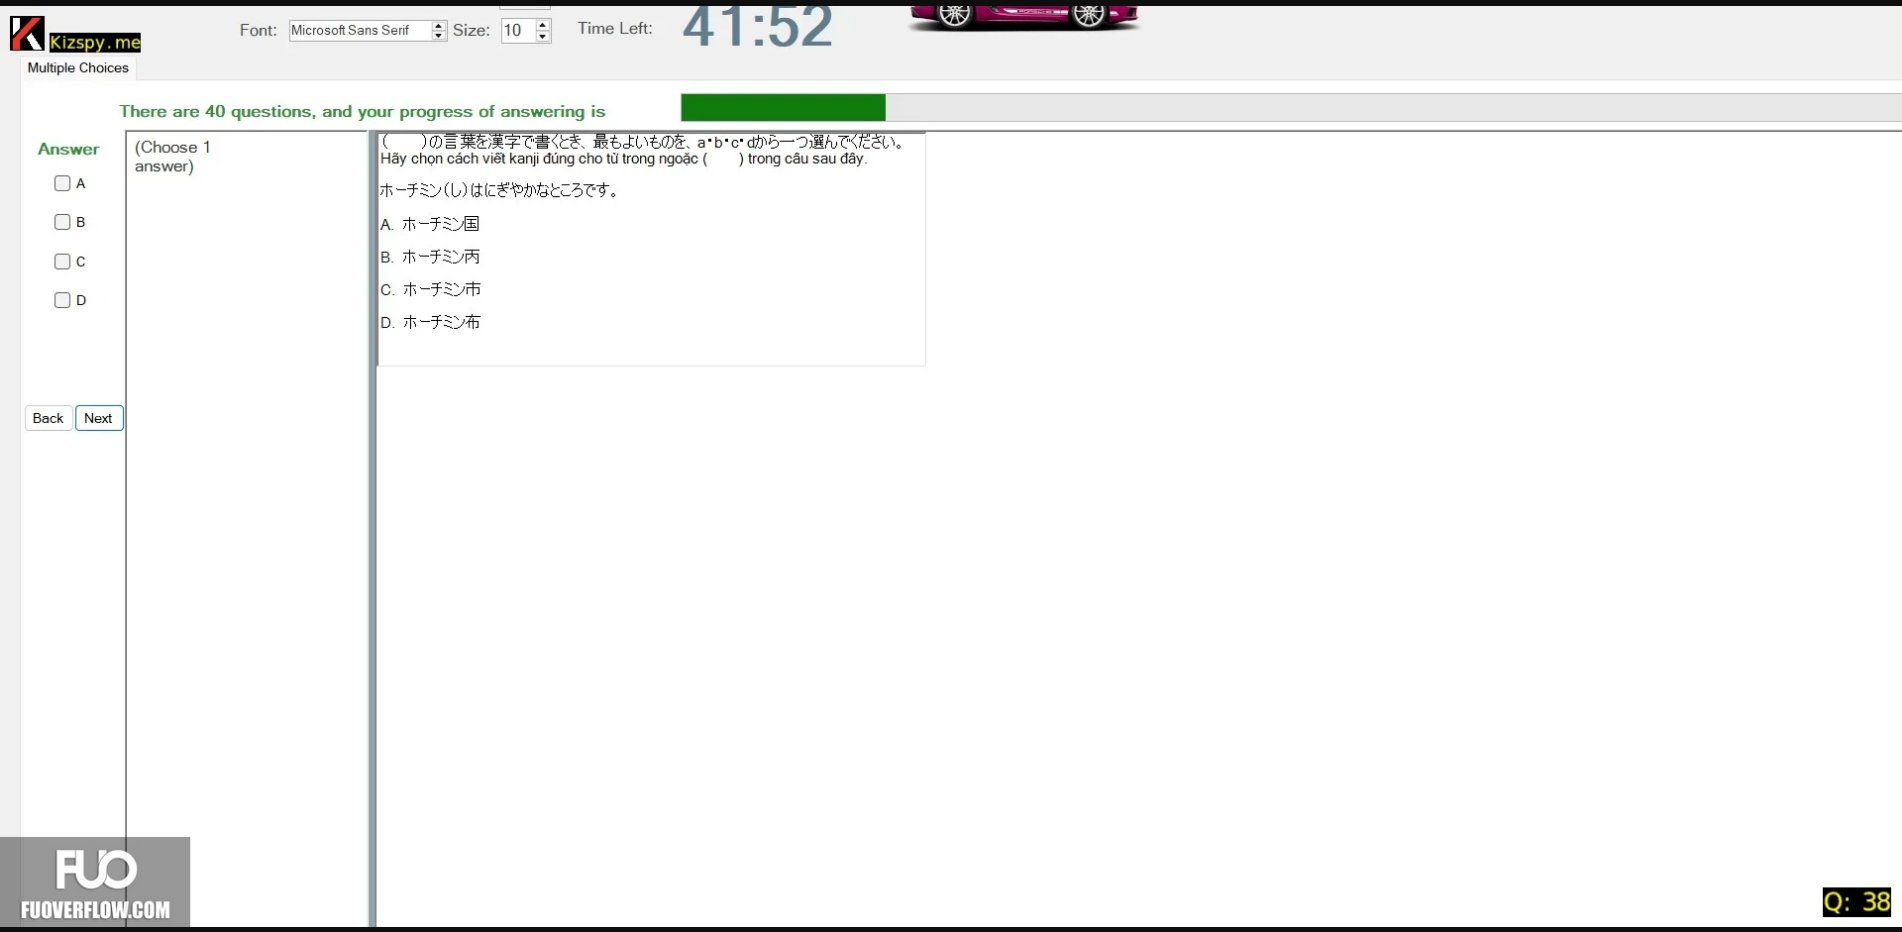 Kizspy.me
Font: Microsoft Sans Serif Size: 10 Time Left: 41:52
Multiple Choices
There are 40 questions, and your progress of answering is
Answer
A
B
C
D
Back Next
(Choose 1
answer)
(　　)の言葉を漢字で書くとき、最もよいものを、a・b・c・dから一つ選んでください。
Hãy chọn cách viết kanji đúng cho từ trong ngoặc (　　) trong câu sau đây.
ホーチミン(し)はにぎやかなところです。
A. ホーチミン国
B. ホーチミン丙
C. ホーチミン市
D. ホーチミン布
FUO
FUOVERFLOW.COM
Q: 38